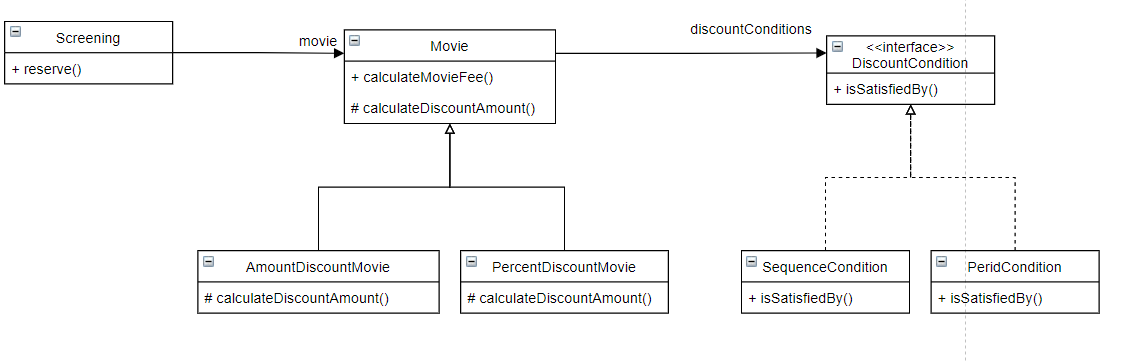 Screening
+ reserve()
movie
Movie
+ calculateMovieFee()
# calculateDiscountAmount()
discountConditions
<<interface>>
DiscountCondition
+ isSatisfiedBy()
AmountDiscountMovie
# calculateDiscountAmount()
PercentDiscountMovie
# calculateDiscountAmount()
SequenceCondition
+ isSatisfiedBy()
PeridCondition
+ isSatisfiedBy()